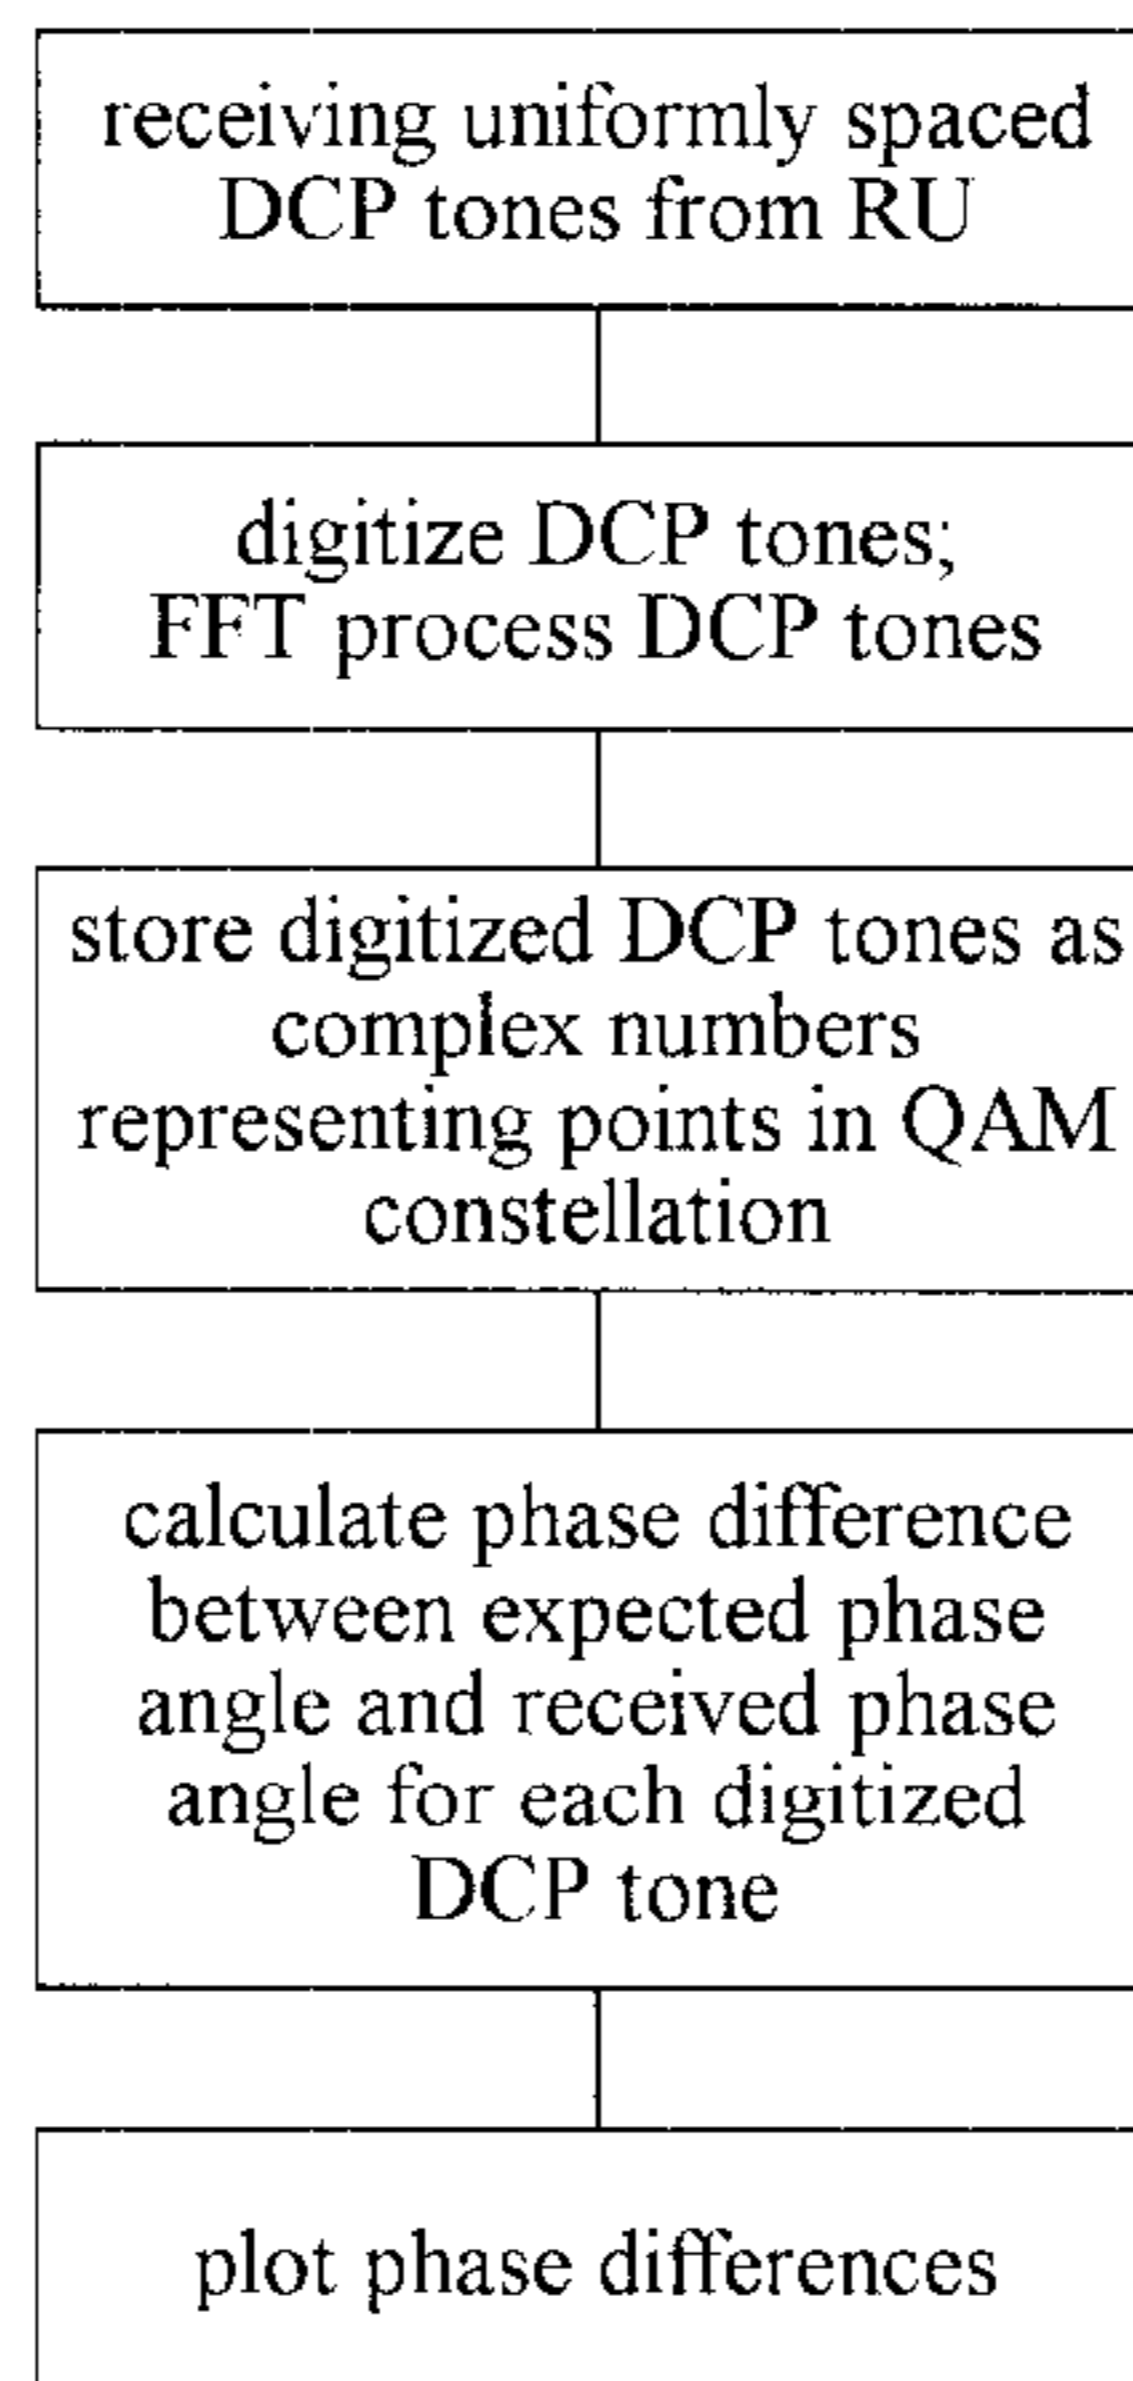 receiving uniformly spaced
DCP tones from RU
digitize DCP tones;
FFT process DCP tones
store digitized DCP tones as
complex numbers
representing points in QAM
constellation
calculate phase difference
between expected phase
angle and received phase
angle for each digitized
DCP tone
plot phase differences